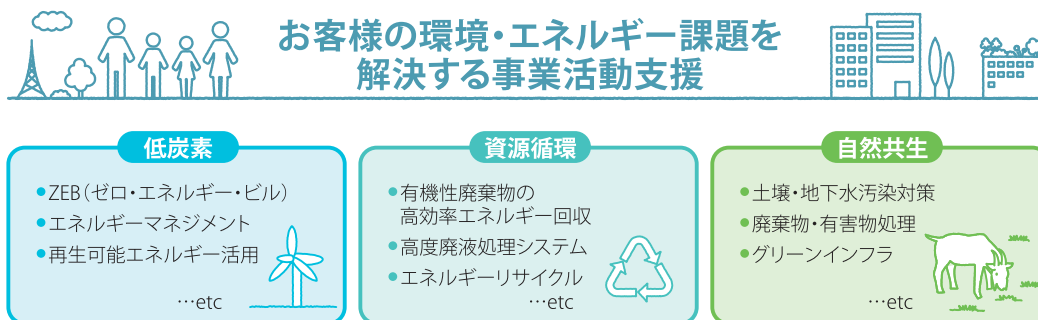 お客様の環境・エネルギー課題を
解決する事業活動支援
低炭素
●ZEB（ゼロ・エネルギー・ビル）
●エネルギーマネジメント
●再生可能エネルギー活用
…etc
資源循環
●有機性廃棄物の
高効率エネルギー回収
●高度廃液処理システム
●エネルギーリサイクル
…etc
自然共生
●土壌・地下水汚染対策
●廃棄物・有害物処理
●グリーンインフラ
…etc